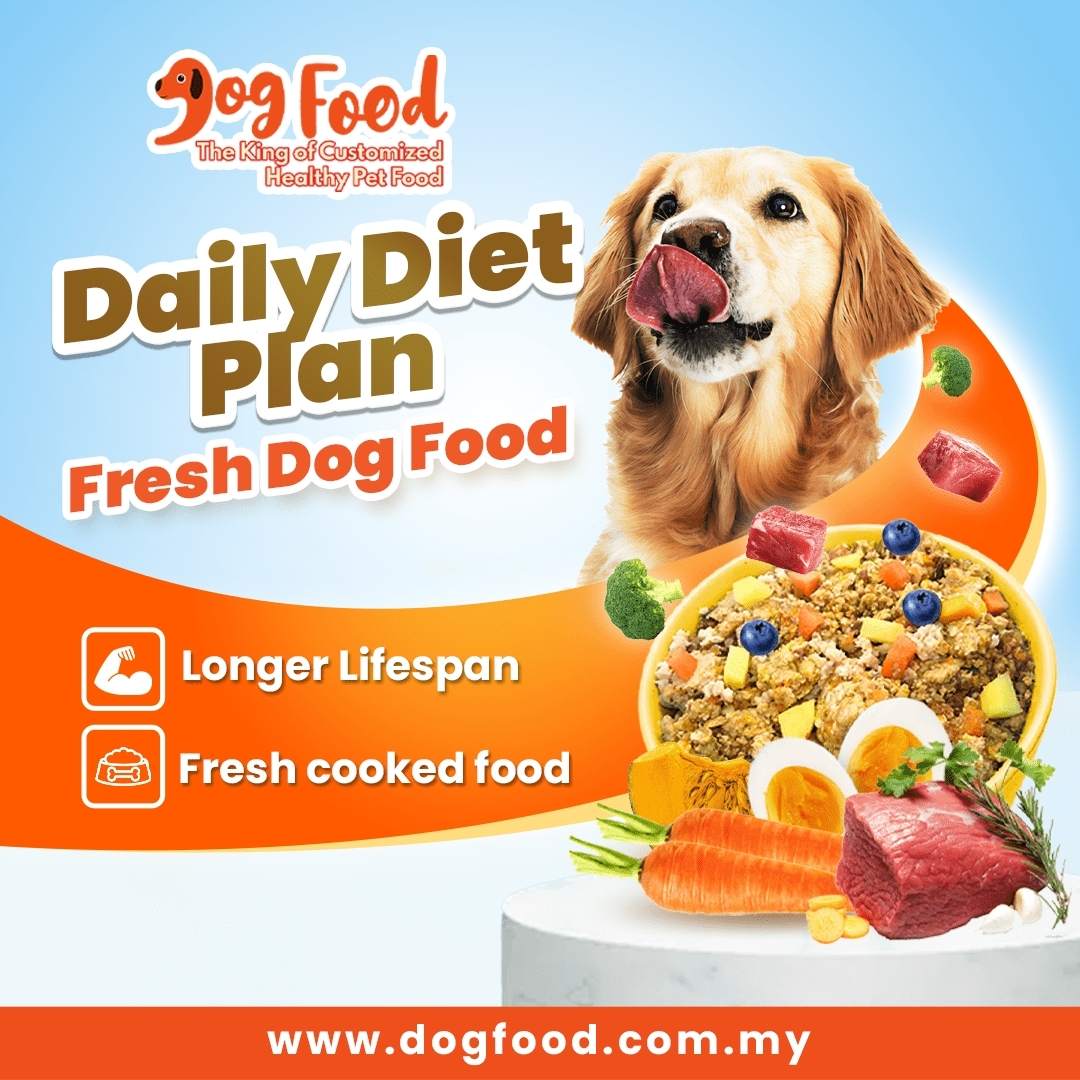 Dog Food
The King of Customized
Healthy Pet Food
Daily Diet
Plan
Fresh Dog Food
Longer Lifespan
Fresh cooked food
www.dogfood.com.my